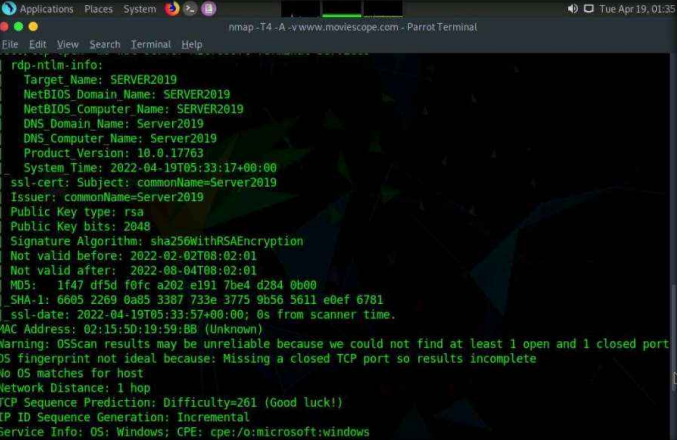 Applications Places System Tue Apr 19, 01:35
nmap -T4 -A -v www.moviescope.com - Parrot Terminal
File Edit View Search Terminal Help
| rdp-ntlm-info:
| Target_Name: SERVER2019
| NetBIOS_Domain_Name: SERVER2019
| NetBIOS_Computer_Name: SERVER2019
| DNS_Domain_Name: Server2019
| DNS_Computer_Name: Server2019
| Product_Version: 10.0.17763
|_ System_Time: 2022-04-19T05:33:17+00:00
| ssl-cert: Subject: commonName=Server2019
| Issuer: commonName=Server2019
| Public Key type: rsa
| Public Key bits: 2048
| Signature Algorithm: sha256WithRSAEncryption
| Not valid before: 2022-02-02T08:02:01
| Not valid after: 2022-08-04T08:02:01
| MD5: 1f47 df5d f0fc a202 e191 7be4 d284 0b00
|_SHA-1: 6605 2269 0a85 3387 733e 3775 9b56 5611 e0ef 6781
|_ssl-date: 2022-04-19T05:33:57+00:00; 0s from scanner time.
MAC Address: 02:15:5D:19:59:BB (Unknown)
Warning: OSScan results may be unreliable because we could not find at least 1 open and 1 closed port
OS fingerprint not ideal because: Missing a closed TCP port so results incomplete
No OS matches for host
Network Distance: 1 hop
TCP Sequence Prediction: Difficulty=261 (Good luck!)
IP ID Sequence Generation: Incremental
Service Info: OS: Windows; CPE: cpe:/o:microsoft:windows